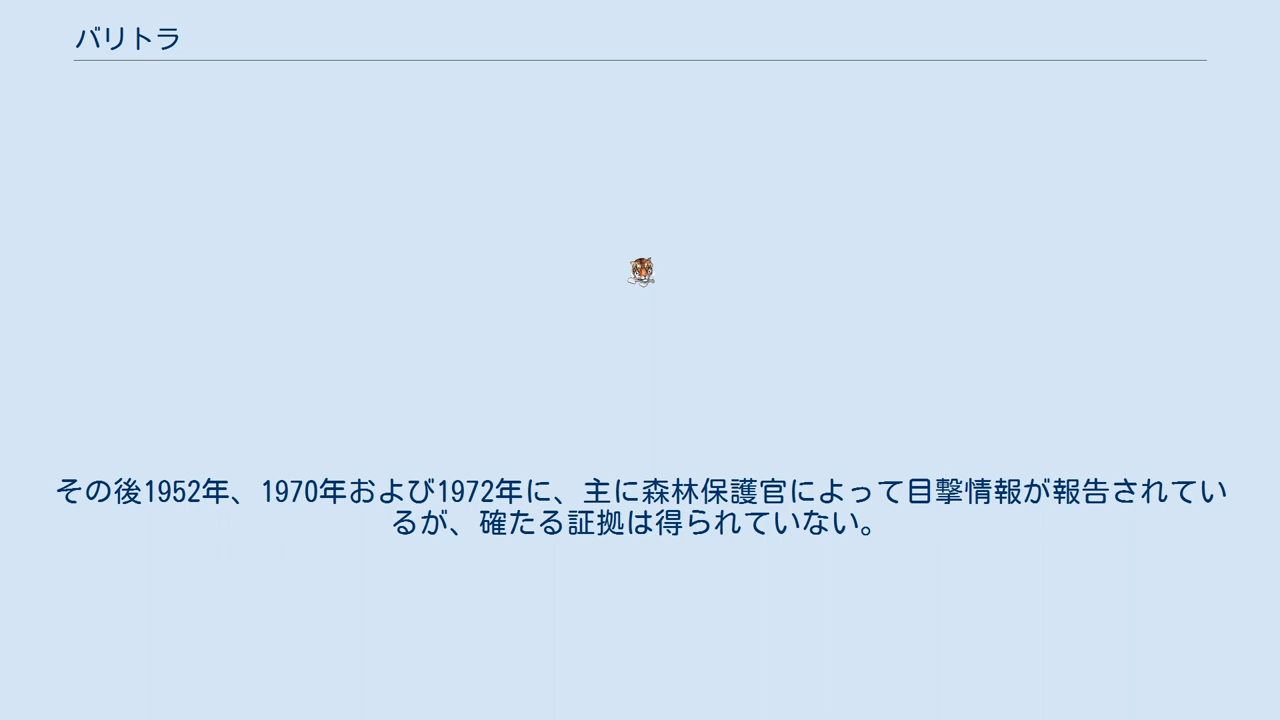 バリトラ
その後1952年、1970年および1972年に、主に森林保護官によって目撃情報が報告されてい
るが、確たる証拠は得られていない。